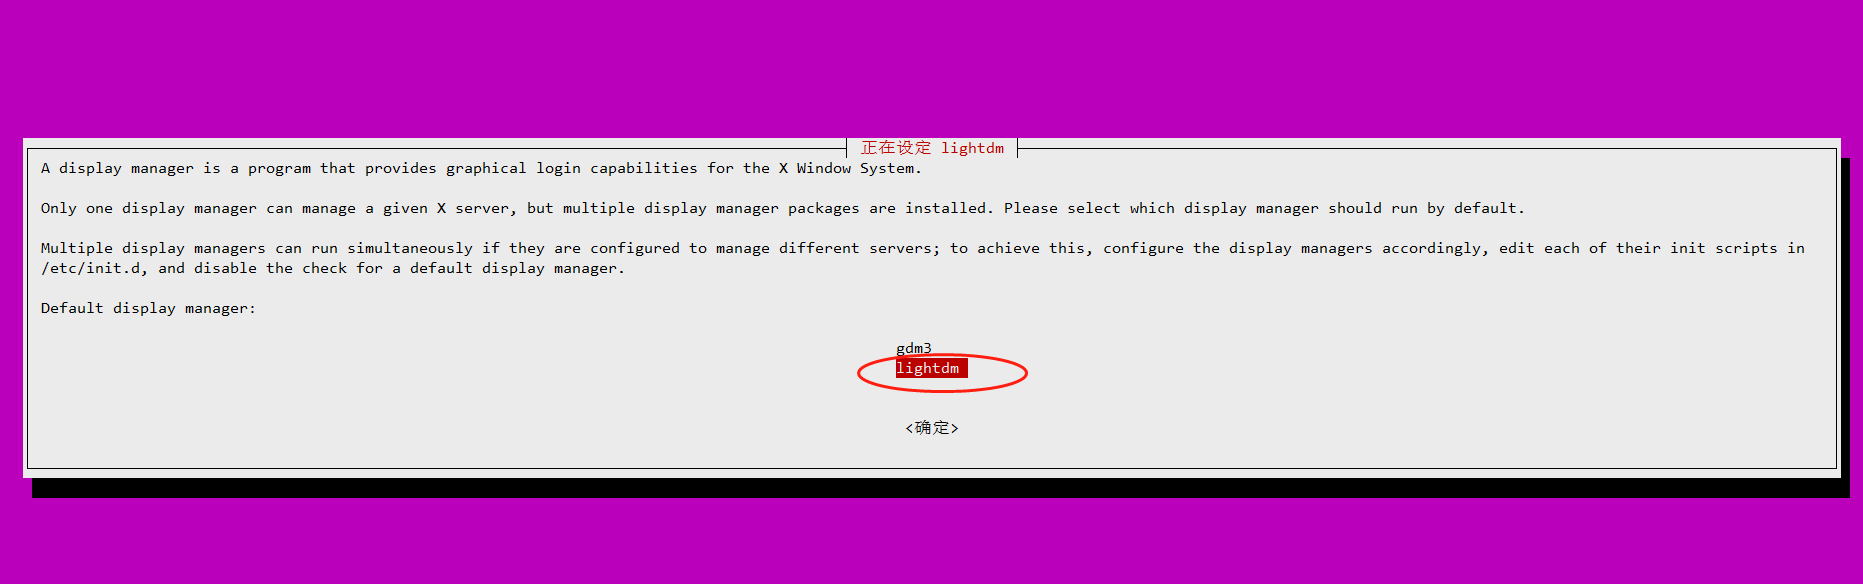 正在设定 lightdm
A display manager is a program that provides graphical login capabilities for the X Window System.
Only one display manager can manage a given X server, but multiple display manager packages are installed. Please select which display manager should run by default.
Multiple display managers can run simultaneously if they are configured to manage different servers; to achieve this, configure the display managers accordingly, edit each of their init scripts in
/etc/init.d, and disable the check for a default display manager.
Default display manager:
gdm3
lightdm
<确定>